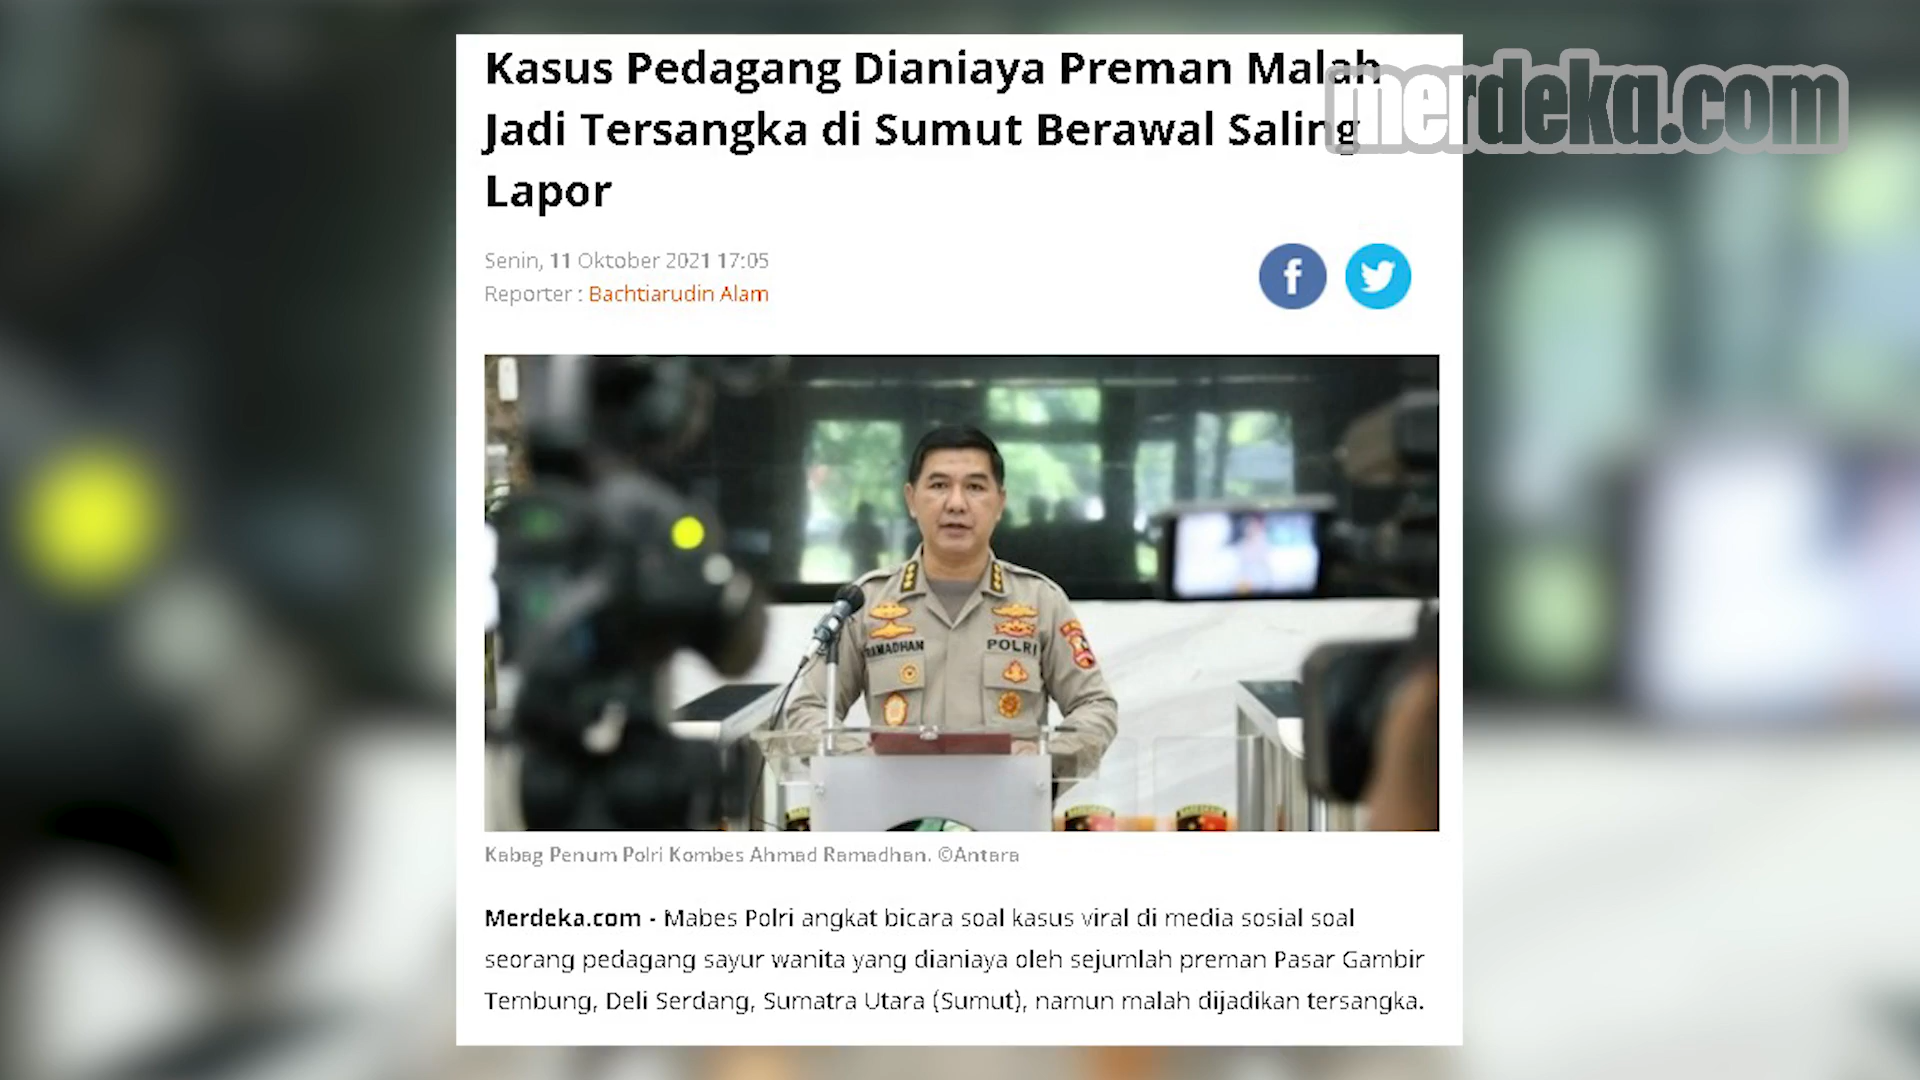 Kasus Pedagang Dianiaya Preman Malah
Jadi Tersangka di Sumut Berawal Saling
Lapor
merdeka.com
Senin, 11 Oktober 2021 17:05
Reporter : Bachtiarudin Alam
RAMADHAN
POLRI
Kabag Penum Polri Kombes Ahmad Ramadhan. ©Antara
Merdeka.com - Mabes Polri angkat bicara soal kasus viral di media sosial soal
seorang pedagang sayur wanita yang dianiaya oleh sejumlah preman Pasar Gambir
Tembung, Deli Serdang, Sumatra Utara (Sumut), namun malah dijadikan tersangka.